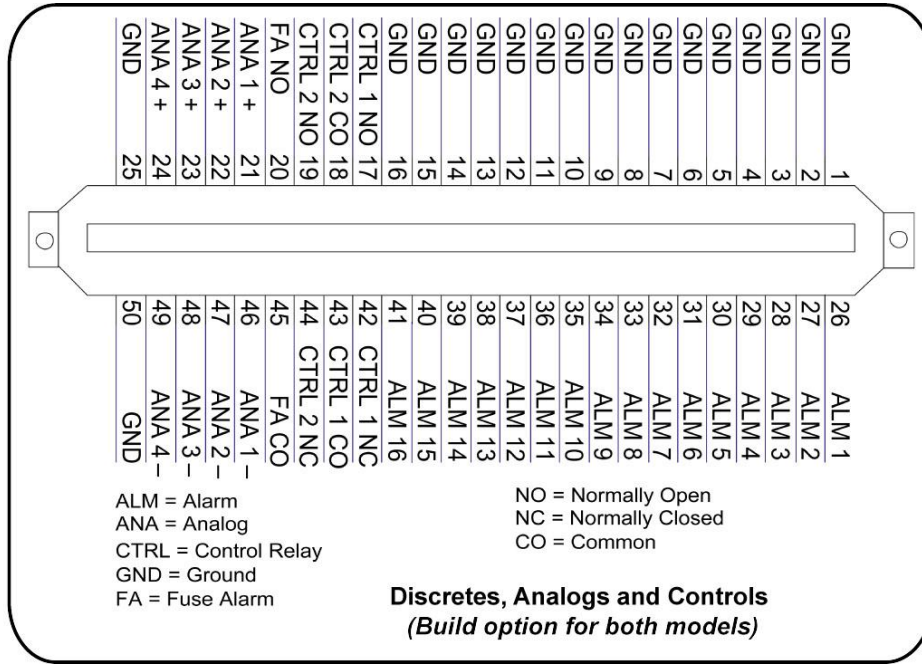 GND 25
ANA 4 + 24
ANA 3 + 23
ANA 2 + 22
ANA 1 + 21
FA NO 20
CTRL 2 NO 19
CTRL 2 CO 18
CTRL 1 NO 17
GND 16
GND 15
GND 14
GND 13
GND 12
GND 11
GND 10
GND 9
GND 8
GND 7
GND 6
GND 5
GND 4
GND 3
GND 2
GND 1
50 GND
49 ANA 4 –
48 ANA 3 –
47 ANA 2 –
46 ANA 1 –
45 FA CO
44 CTRL 2 NC
43 CTRL 1 CO
42 CTRL 1 NC
41 ALM 16
40 ALM 15
39 ALM 14
38 ALM 13
37 ALM 12
36 ALM 11
35 ALM 10
34 ALM 9
33 ALM 8
32 ALM 7
31 ALM 6
30 ALM 5
29 ALM 4
28 ALM 3
27 ALM 2
26 ALM 1
ALM = Alarm
ANA = Analog
CTRL = Control Relay
GND = Ground
FA = Fuse Alarm
NO = Normally Open
NC = Normally Closed
CO = Common
Discretes, Analogs and Controls
(Build option for both models)